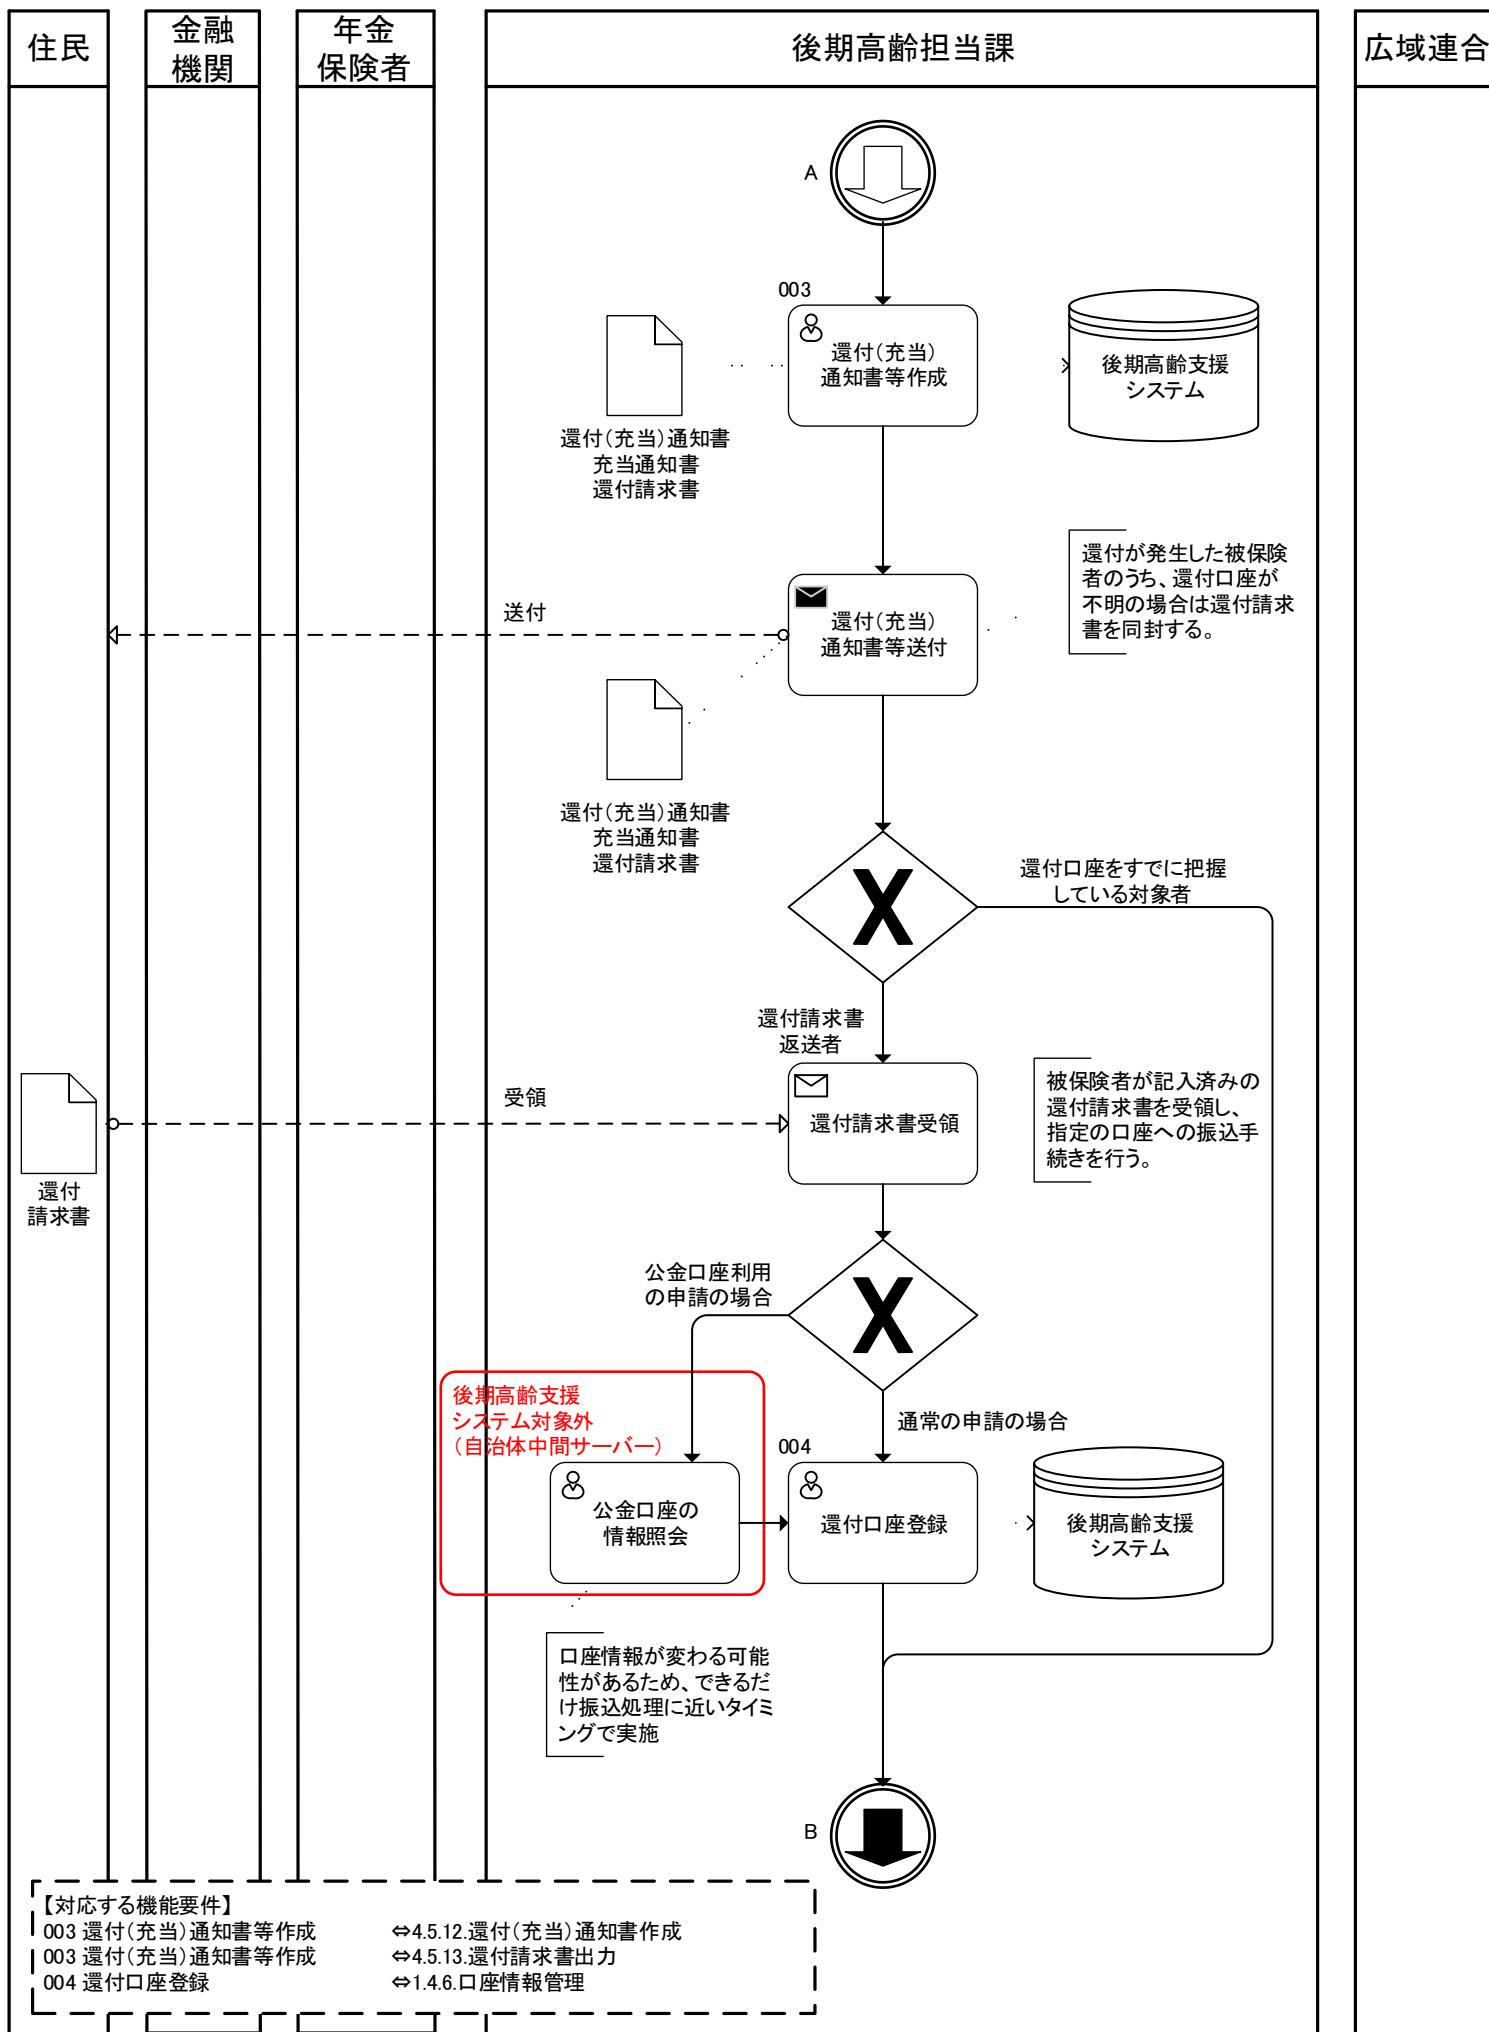 住民
金融
機関
年金
保険者
後期高齢担当課
広域連合
A
003
還付（充当）
通知書等作成
後期高齢支援
システム
還付（充当）通知書
充当通知書
還付請求書
還付が発生した被保険
者のうち、還付口座が
不明の場合は還付請求
書を同封する。
送付
還付（充当）
通知書等送付
還付（充当）通知書
充当通知書
還付請求書
還付口座をすでに把握
している対象者
X
還付請求書
返送者
受領
還付請求書受領
被保険者が記入済みの
還付請求書を受領し、
指定の口座への振込手
続きを行う。
還付
請求書
公金口座利用
の申請の場合
X
後期高齢支援
システム対象外
（自治体中間サーバー）
通常の申請の場合
004
公金口座の
情報照会
還付口座登録
後期高齢支援
システム
口座情報が変わる可能
性があるため、できるだ
け振込処理に近いタイミ
ングで実施
B
【対応する機能要件】
003 還付（充当）通知書等作成 ⇔4.5.12.還付（充当）通知書作成
003 還付（充当）通知書等作成 ⇔4.5.13.還付請求書出力
004 還付口座登録 ⇔1.4.6.口座情報管理